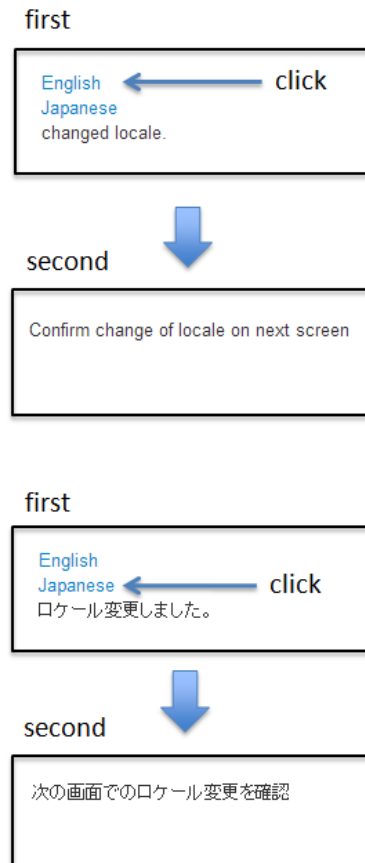 first
English
click
Japanese
changed locale.
second
Confirm change of locale on next screen
first
English
Japanese
click
ロケール変更しました。
second
次の画面でのロケール変更を確認